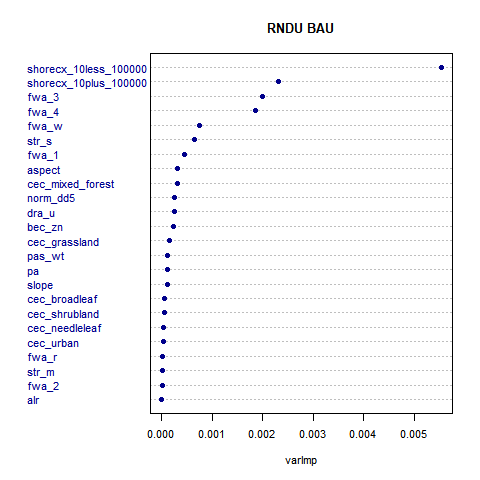 RNDU BAU
shorecx_10less_100000
shorecx_10plus_100000
fwa_3
fwa_4
fwa_w
str_s
fwa_1
aspect
cec_mixed_forest
norm_dd5
dra_u
bec_zn
cec_grassland
pas_wt
pa
slope
cec_broadleaf
cec_shrubland
cec_needleleaf
cec_urban
fwa_r
str_m
fwa_2
alr
0.000 0.001 0.002 0.003 0.004 0.005
varImp